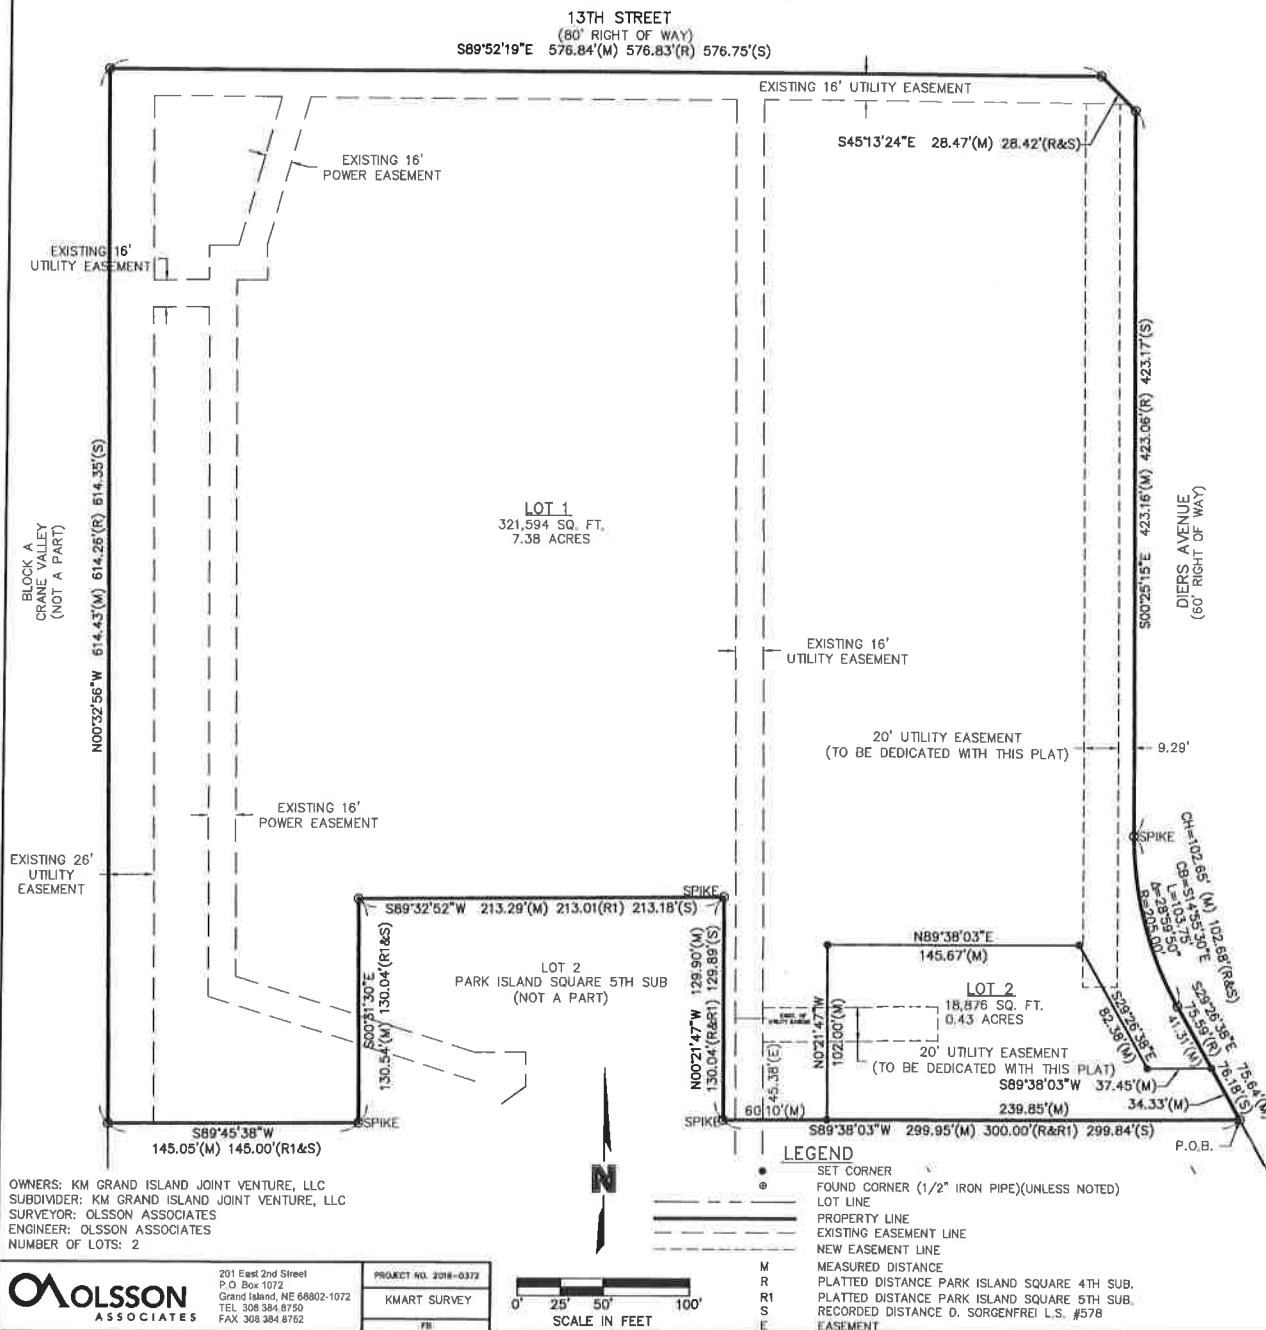 13TH STREET
(80' RIGHT OF WAY)
S89°52'19"E 576.84'(M) 576.83'(R) 576.75'(S)
EXISTING 16' UTILITY EASEMENT
S45°13'24"E 28.47'(M) 28.42'(R&S)
EXISTING 16'
POWER EASEMENT
EXISTING 16'
UTILITY EASEMENT
N00°32'56"W 614.43'(M) 614.26'(R) 614.35'(S)
BLOCK A
CRANE VALLEY
(NOT A PART)
LOT 1
321,594 SQ. FT.
7.38 ACRES
S00°25'15"E 423.16'(M) 423.06'(R) 423.17'(S)
DIERS AVENUE
(60' RIGHT OF WAY)
EXISTING 16'
UTILITY EASEMENT
20' UTILITY EASEMENT
(TO BE DEDICATED WITH THIS PLAT)
9.29'
EXISTING 16'
POWER EASEMENT
EXISTING 26'
UTILITY
EASEMENT
SPIKE
CH=102.65' (M) 102.68'(R&S)
CB=S14°55'30"E
L=103.75'
Δ=28°59'50"
R=205.00'
SPIKE
S89°32'52"W 213.29'(M) 213.01(R1) 213.18'(S)
S00°31'30"E
130.54'(M) 130.04'(R1&S)
LOT 2
PARK ISLAND SQUARE 5TH SUB
(NOT A PART)
N00°21'47"W 129.90'(M)
130.04'(R&R1) 129.89'(S)
N89°38'03"E
145.67'(M)
LOT 2
18,876 SQ. FT.
0.43 ACRES
N0°21'47"W
102.00'(M)
S29°26'38"E
82.38'(M)
S29°26'38"E 75.64'(M)
75.59'(R) 76.18'(S)
41.31'(M)
45.38'(E)
20' UTILITY EASEMENT
(TO BE DEDICATED WITH THIS PLAT)
S89°38'03"W 37.45'(M)
34.33'(M)
60.10'(M)
239.85'(M)
SPIKE
SPIKE
S89°45'38"W
145.05'(M) 145.00'(R1&S)
S89°38'03"W 299.95'(M) 300.00'(R&R1) 299.84'(S)
P.O.B.
OWNERS: KM GRAND ISLAND JOINT VENTURE, LLC
SUBDIVIDER: KM GRAND ISLAND JOINT VENTURE, LLC
SURVEYOR: OLSSON ASSOCIATES
ENGINEER: OLSSON ASSOCIATES
NUMBER OF LOTS: 2
N
LEGEND
SET CORNER
FOUND CORNER (1/2" IRON PIPE)(UNLESS NOTED)
LOT LINE
PROPERTY LINE
EXISTING EASEMENT LINE
NEW EASEMENT LINE
M MEASURED DISTANCE
R PLATTED DISTANCE PARK ISLAND SQUARE 4TH SUB.
R1 PLATTED DISTANCE PARK ISLAND SQUARE 5TH SUB.
S RECORDED DISTANCE D. SORGENFREI L.S. #578
E EASEMENT
OLSSON
ASSOCIATES
201 East 2nd Street
P.O. Box 1072
Grand Island, NE 68802-1072
TEL 308.384.8750
FAX 308.384.8752
PROJECT NO. 2018-0372
KMART SURVEY
0' 25' 50' 100'
SCALE IN FEET